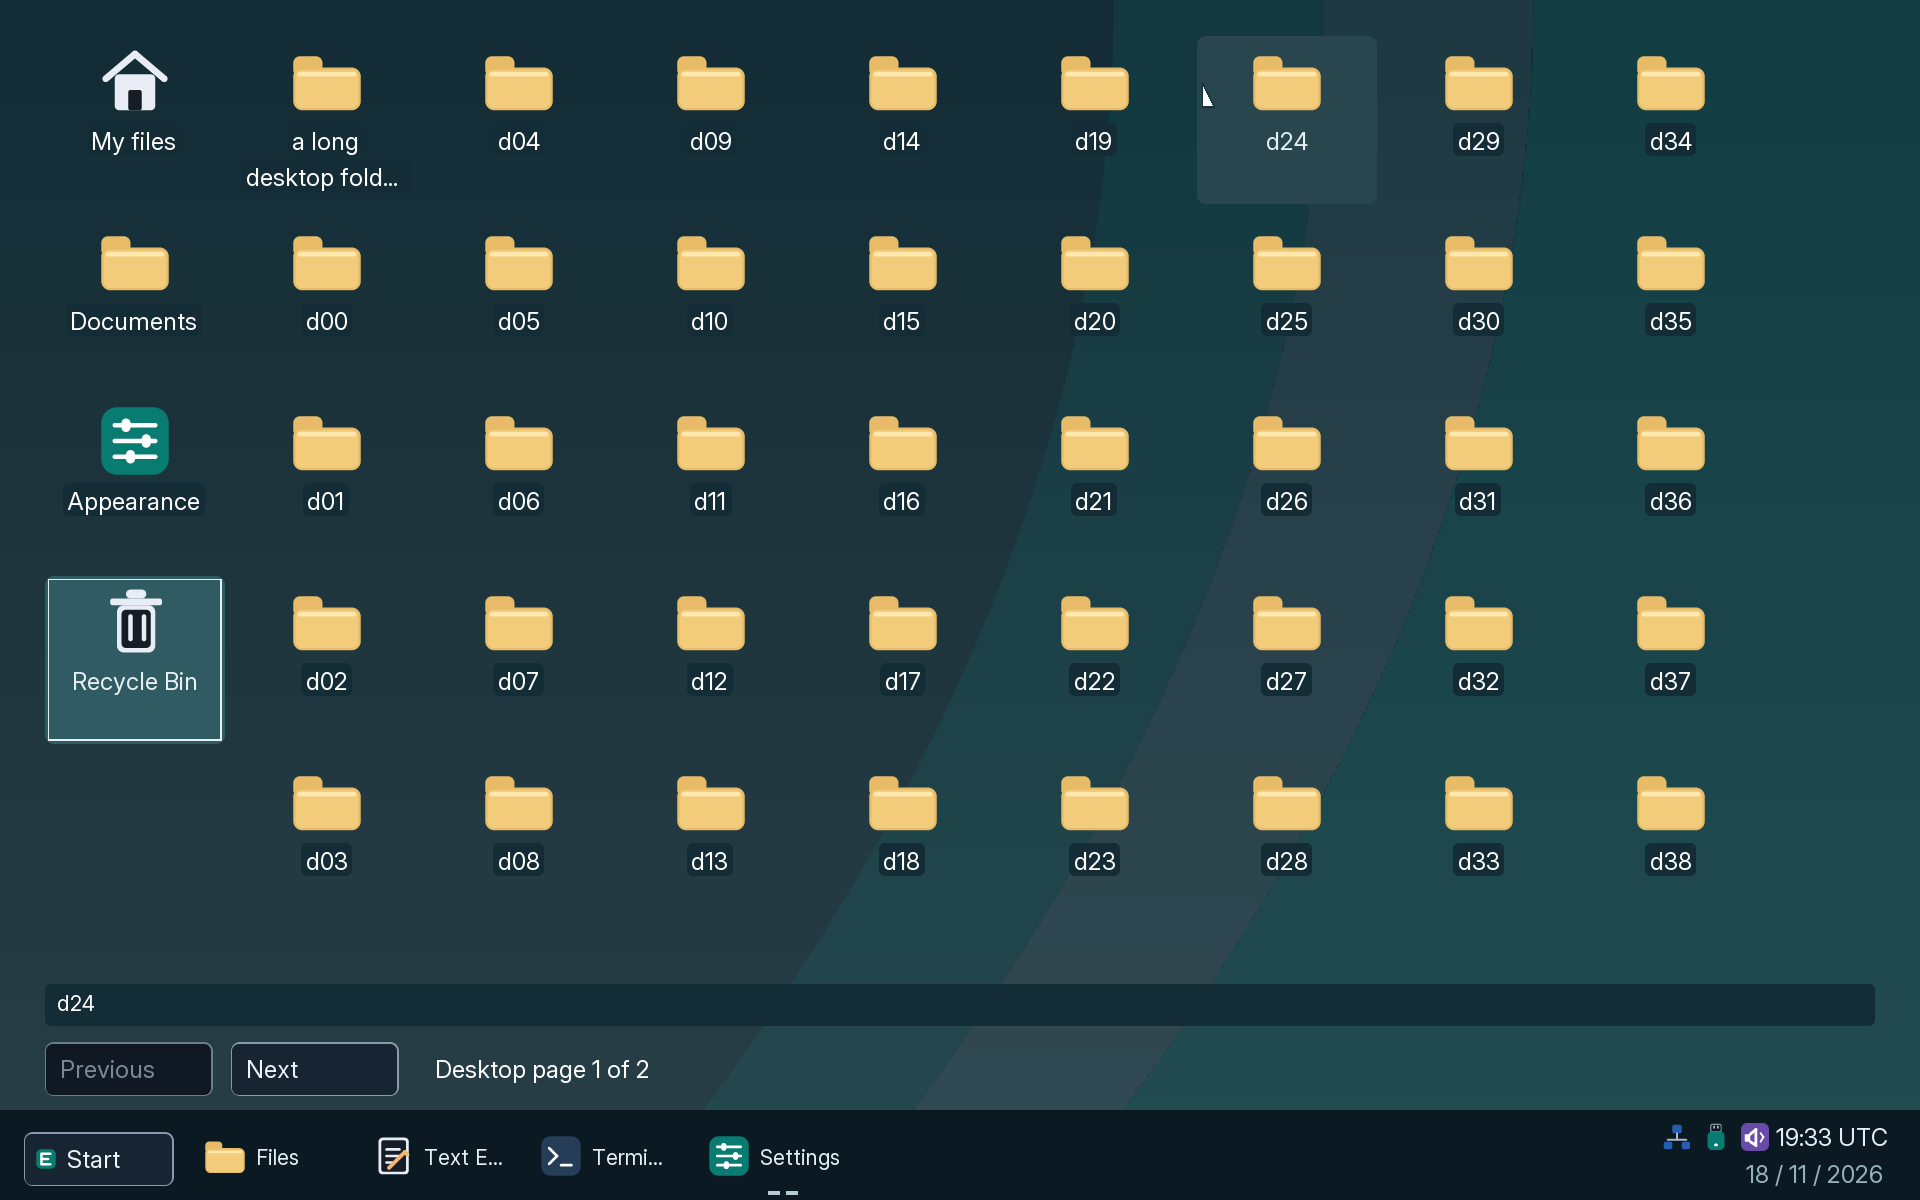 My files
a long
desktop fold...
d04
d09
d14
d19
d24
d29
d34
Documents
d00
d05
d10
d15
d20
d25
d30
d35
Appearance
d01
d06
d11
d16
d21
d26
d31
d36
Recycle Bin
d02
d07
d12
d17
d22
d27
d32
d37
d03
d08
d13
d18
d23
d28
d33
d38
d24
Previous
Next
Desktop page 1 of 2
E Start
Files
Text E...
Termi...
Settings
19:33 UTC
18 / 11 / 2026